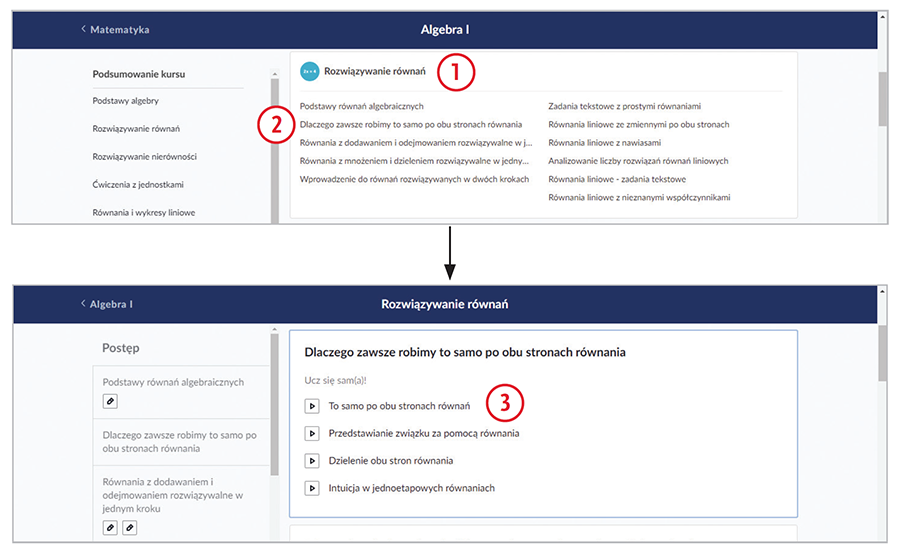 Matematyka
Algebra I
Podsumowanie kursu
Podstawy algebry
Rozwiązywanie równań
Rozwiązywanie nierówności
Ćwiczenia z jednostkami
Równania i wykresy liniowe
Rozwiązywanie równań
1
Podstawy równań algebraicznych
2
Dlaczego zawsze robimy to samo po obu stronach równania
Równania z dodawaniem i odejmowaniem rozwiązywalne w j...
Równania z mnożeniem i dzieleniem rozwiązywalne w jedny...
Wprowadzenie do równań rozwiązywanych w dwóch krokach
Zadania tekstowe z prostymi równaniami
Równania liniowe ze zmiennymi po obu stronach
Równania liniowe z nawiasami
Analizowanie liczby rozwiązań równań liniowych
Równania liniowe - zadania tekstowe
Równania liniowe z nieznanymi współczynnikami
Algebra I
Rozwiązywanie równań
Postęp
Podstawy równań algebraicznych
Dlaczego zawsze robimy to samo po
obu stronach równania
Równania z dodawaniem i
odejmowaniem rozwiązywalne w
jednym kroku
Dlaczego zawsze robimy to samo po obu stronach równania
Ucz się sam(a)!
To samo po obu stronach równań
3
Przedstawianie związku za pomocą równania
Dzielenie obu stron równania
Intuicja w jednoetapowych równaniach